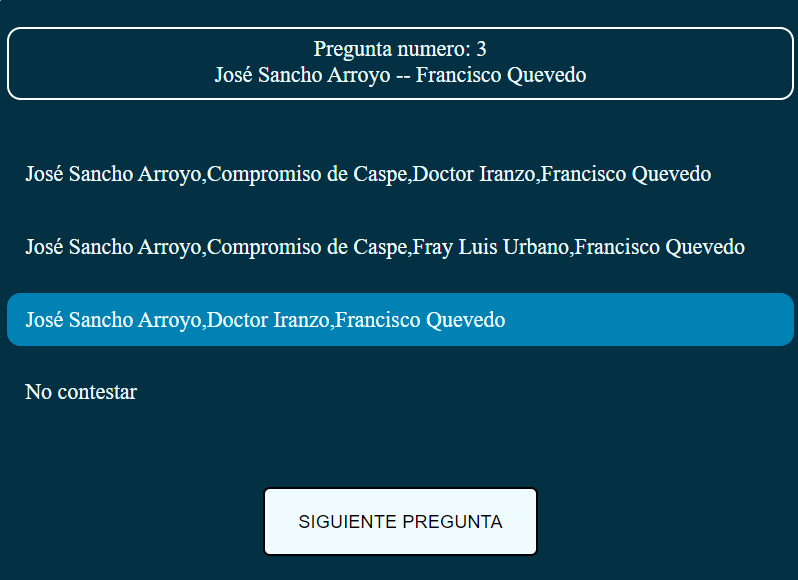 Pregunta numero: 3
José Sancho Arroyo -- Francisco Quevedo
José Sancho Arroyo,Compromiso de Caspe,Doctor Iranzo,Francisco Quevedo
José Sancho Arroyo,Compromiso de Caspe,Fray Luis Urbano,Francisco Quevedo
José Sancho Arroyo,Doctor Iranzo,Francisco Quevedo
No contestar
SIGUIENTE PREGUNTA